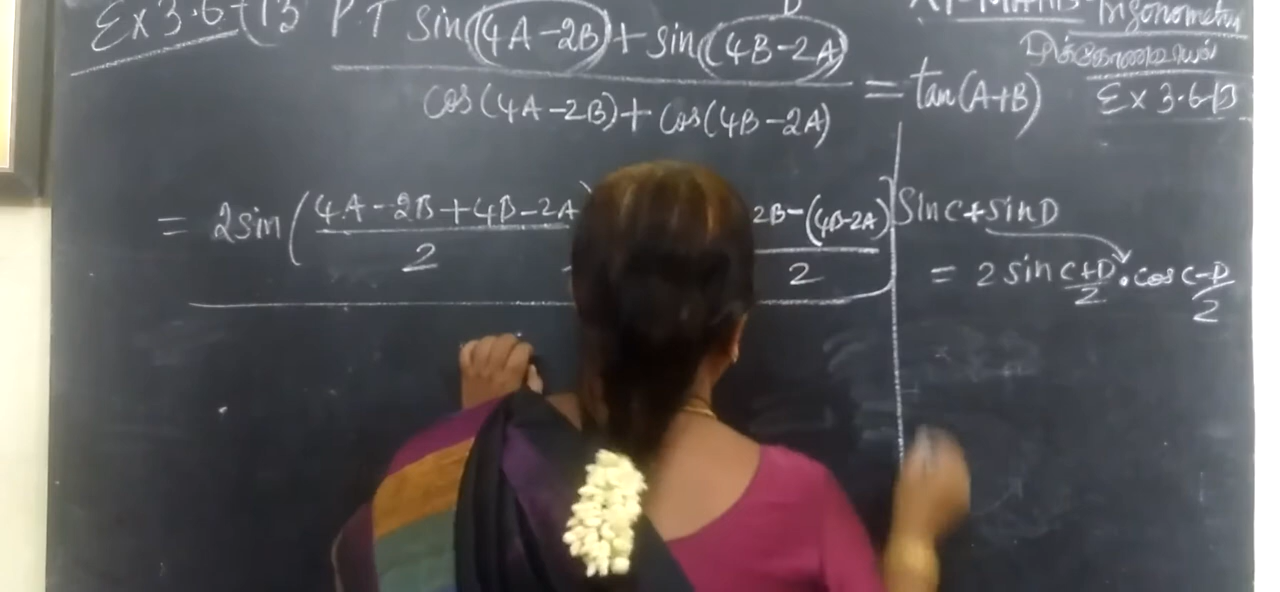 Ex 3.6-(13 P.T sin(4A-2B)+sin(4B-2A)
cos(4A-2B)+cos(4B-2A)
= tan(A+B)
D
XI-MATHS-Trigonometry
Ex 3.6-13
= 2sin(4A-2B+4B-2A
2
2B-(4B-2A))
2
SinC+sinD
= 2 sin C+D/2 . cos C-D/2